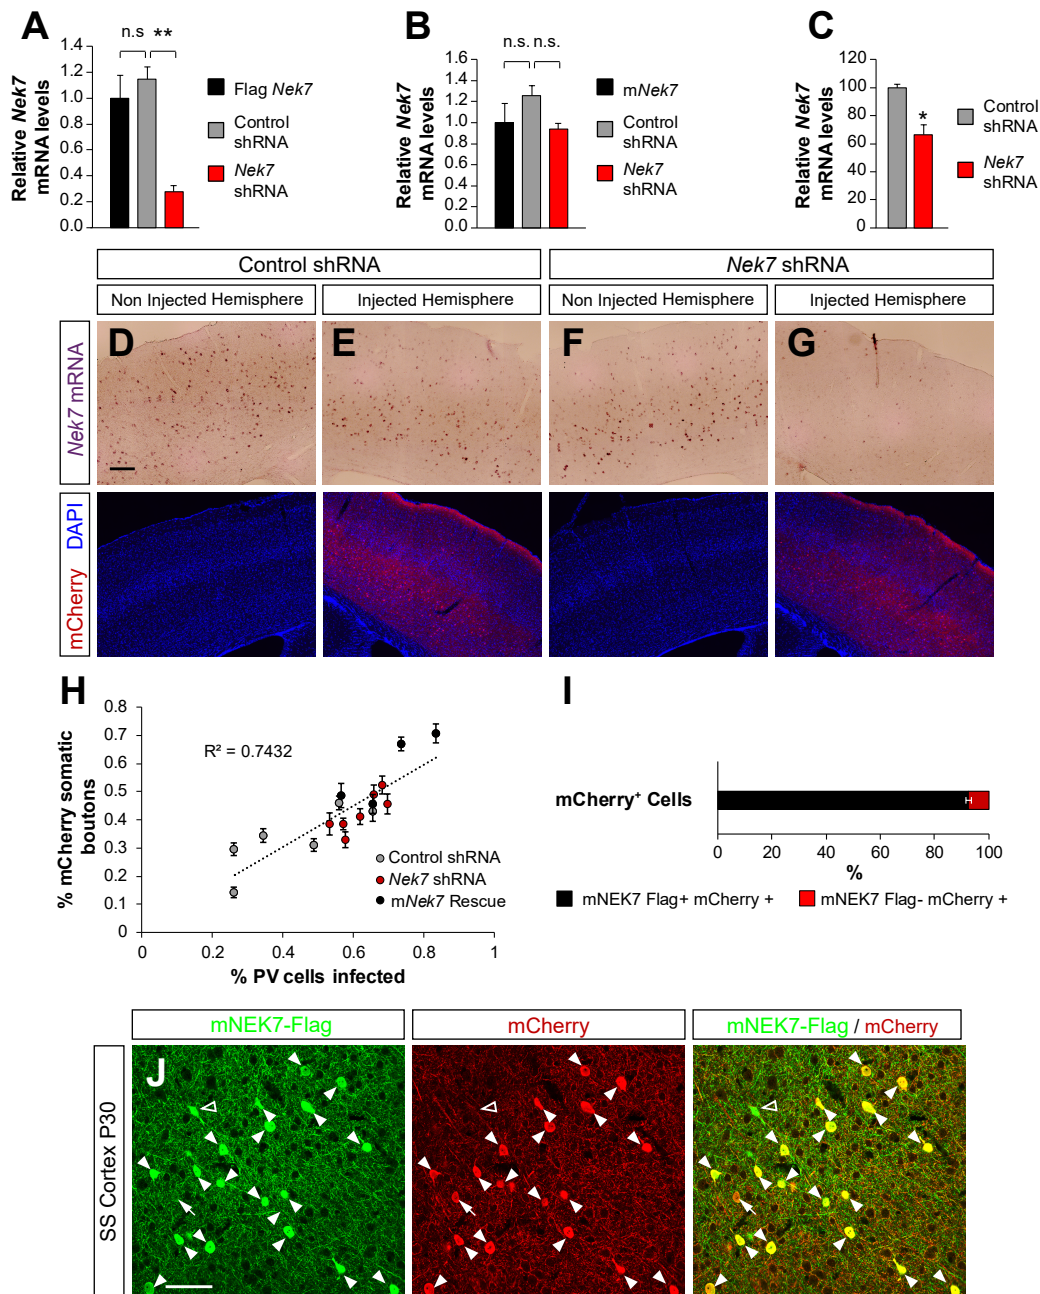 A
B
C
n.s
**
1.4
1.2
1.0
0.8
0.6
0.4
0.2
0.0
Relative Nek7
mRNA levels
Flag Nek7
Control
shRNA
Nek7
shRNA
n.s.
n.s.
1.6
1.4
1.2
1.0
0.8
0.6
0.4
0.2
0.0
Relative Nek7
mRNA levels
mNek7
Control
shRNA
Nek7
shRNA
*
120
100
80
60
40
20
0
Relative Nek7
mRNA levels
Control
shRNA
Nek7
shRNA
Control shRNA
Nek7 shRNA
Non Injected Hemisphere
Injected Hemisphere
Non Injected Hemisphere
Injected Hemisphere
Nek7 mRNA
D
E
F
G
mCherry DAPI
H
0.8
0.7
0.6
0.5
0.4
0.3
0.2
0.1
0
% mCherry somatic
boutons
R² = 0.7432
Control shRNA
Nek7 shRNA
mNek7 Rescue
0
0.2
0.4
0.6
0.8
1
% PV cells infected
I
mCherry+ Cells
0
20
40
60
80
100
%
mNEK7 Flag+ mCherry +
mNEK7 Flag- mCherry +
mNEK7-Flag
mCherry
mNEK7-Flag / mCherry
SS Cortex P30
J